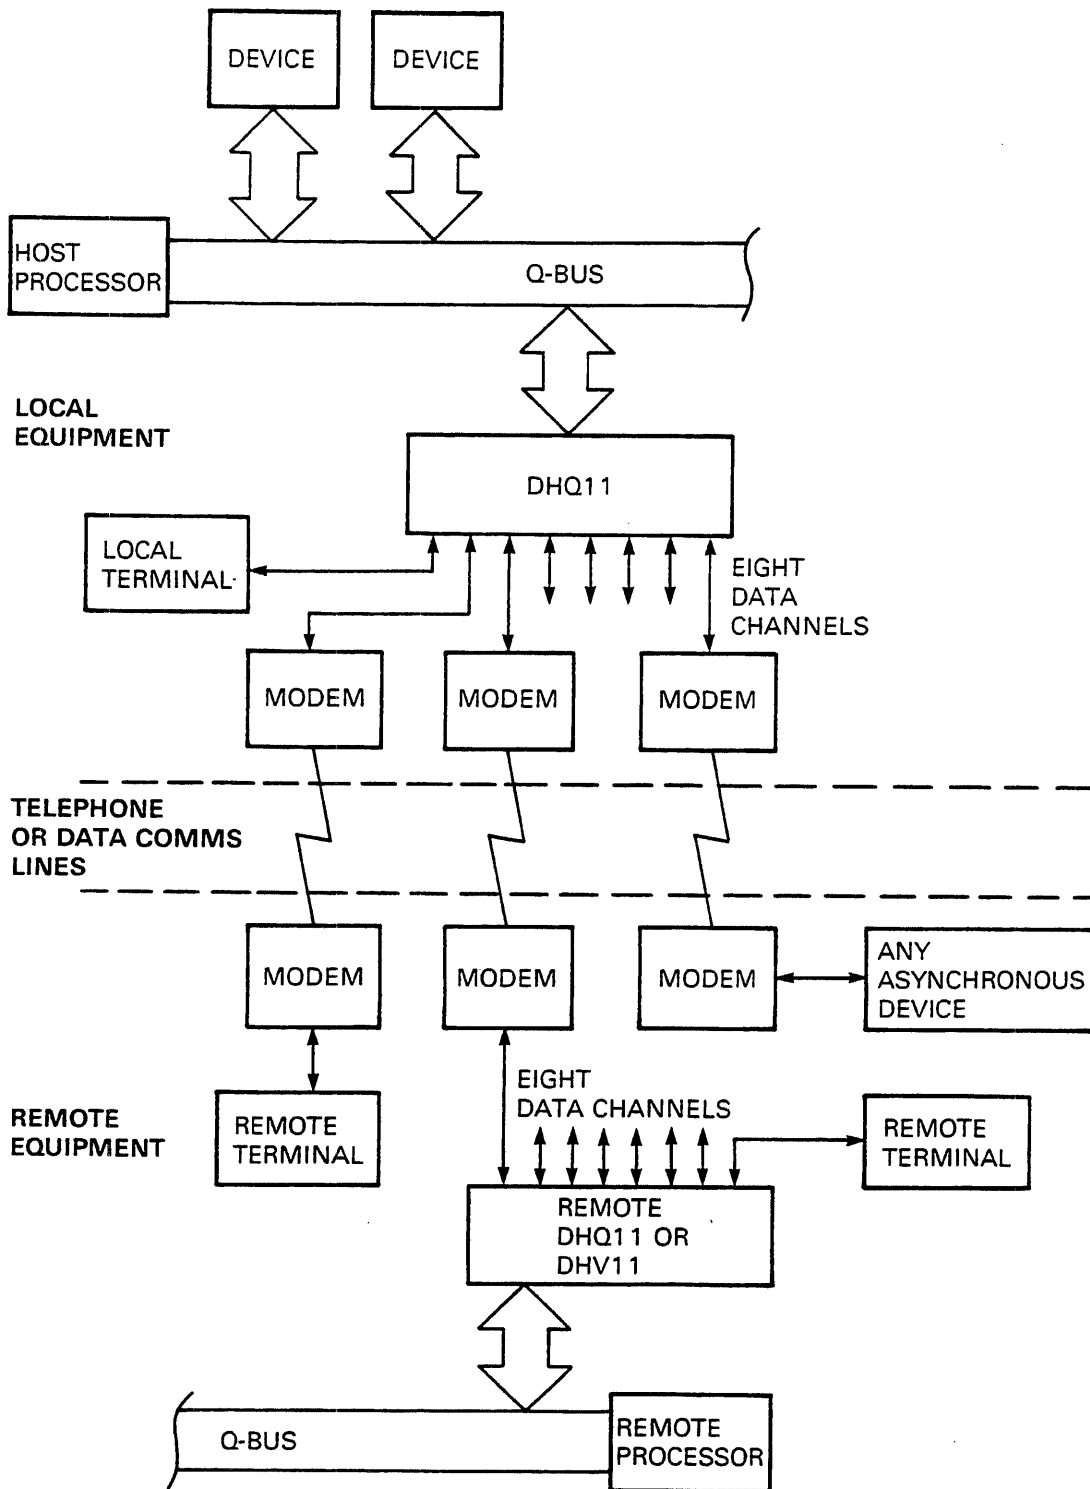 DEVICE
DEVICE
HOST
PROCESSOR
Q-BUS
LOCAL
EQUIPMENT
DHQ11
LOCAL
TERMINAL
EIGHT
DATA
CHANNELS
MODEM
MODEM
MODEM
TELEPHONE
OR DATA COMMS
LINES
MODEM
MODEM
MODEM
ANY
ASYNCHRONOUS
DEVICE
EIGHT
DATA CHANNELS
REMOTE
EQUIPMENT
REMOTE
TERMINAL
REMOTE
TERMINAL
REMOTE
DHQ11 OR
DHV11
Q-BUS
REMOTE
PROCESSOR